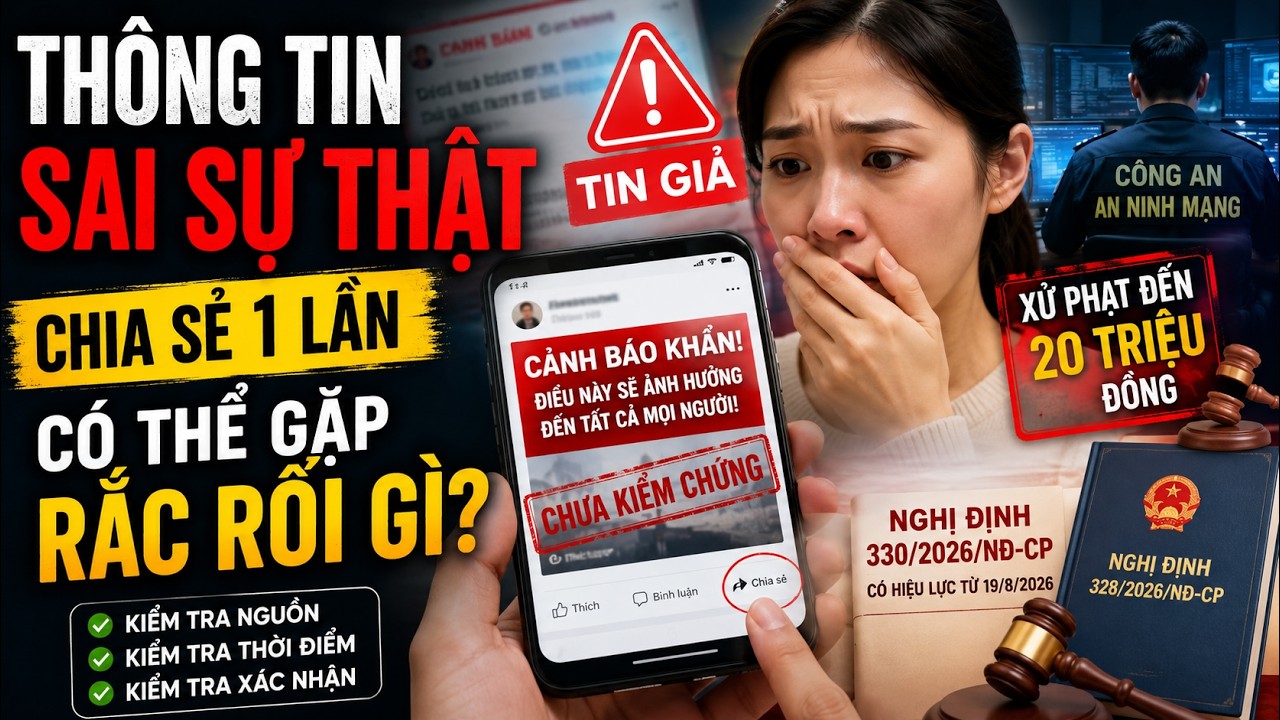 THÔNG TIN
SAI SỰ THẬT
CHIA SẺ 1 LẦN
CÓ THỂ GẶP
RẮC RỐI GÌ?
KIỂM TRA NGUỒN
KIỂM TRA THỜI ĐIỂM
KIỂM TRA XÁC NHẬN
TIN GIẢ
CẢNH BÁO KHẨN!
ĐIỀU NÀY SẼ ẢNH HƯỞNG
ĐẾN TẤT CẢ MỌI NGƯỜI!
CHƯA KIỂM CHỨNG
Thích
Bình luận
Chia sẻ
CÔNG AN
AN NINH MẠNG
XỬ PHẠT ĐẾN
20 TRIỆU
ĐỒNG
NGHỊ ĐỊNH
330/2026/NĐ-CP
CÓ HIỆU LỰC TỪ 19/8/2026
NGHỊ ĐỊNH
328/2026/NĐ-CP